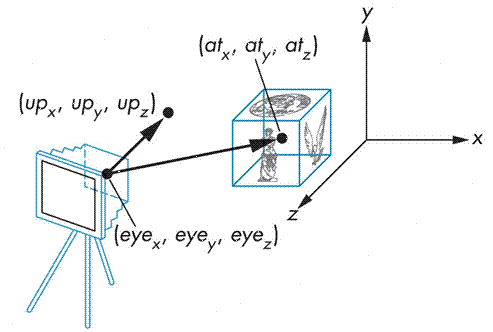 y
(at_x, at_y, at_z)
(up_x, up_y, up_z)
x
z
(eye_x, eye_y, eye_z)